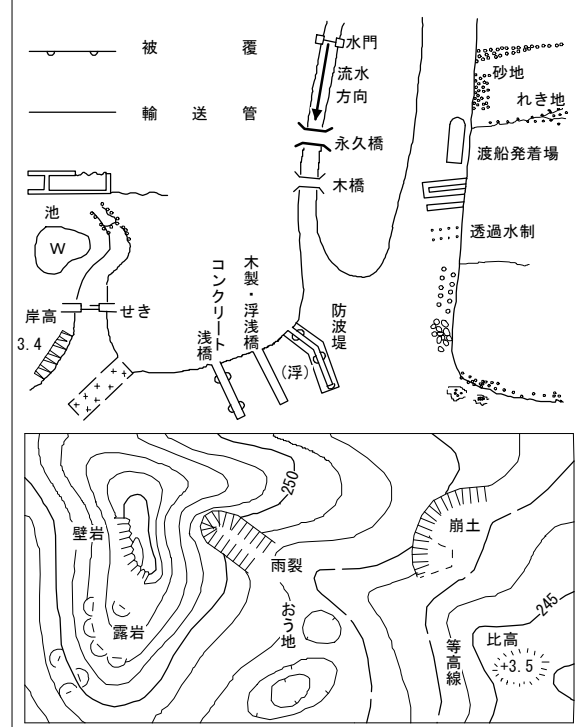 被覆
輸送管
水門
流水
方向
永久橋
木橋
砂地
れき地
渡船発着場
透過水制
池
W
岸高
3.4
せき
コンクリート
浅橋
木製・浮浅橋
(浮)
防波堤
250
壁岩
露岩
雨裂
おう地
崩土
等高線
245
比高
+3.5